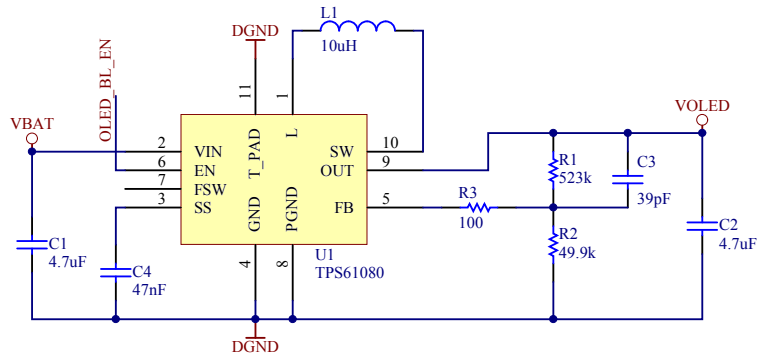 L1
DGND
10uH
OLED_BL_EN
11
1
VBAT
VOLED
2
VIN
T_PAD
L
SW
10
6
EN
OUT
9
R1
C3
7
FSW
523k
3
SS
GND
PGND
FB
5
R3
39pF
100
R2
C1
U1
49.9k
C2
4.7uF
C4
4
8
TPS61080
4.7uF
47nF
DGND